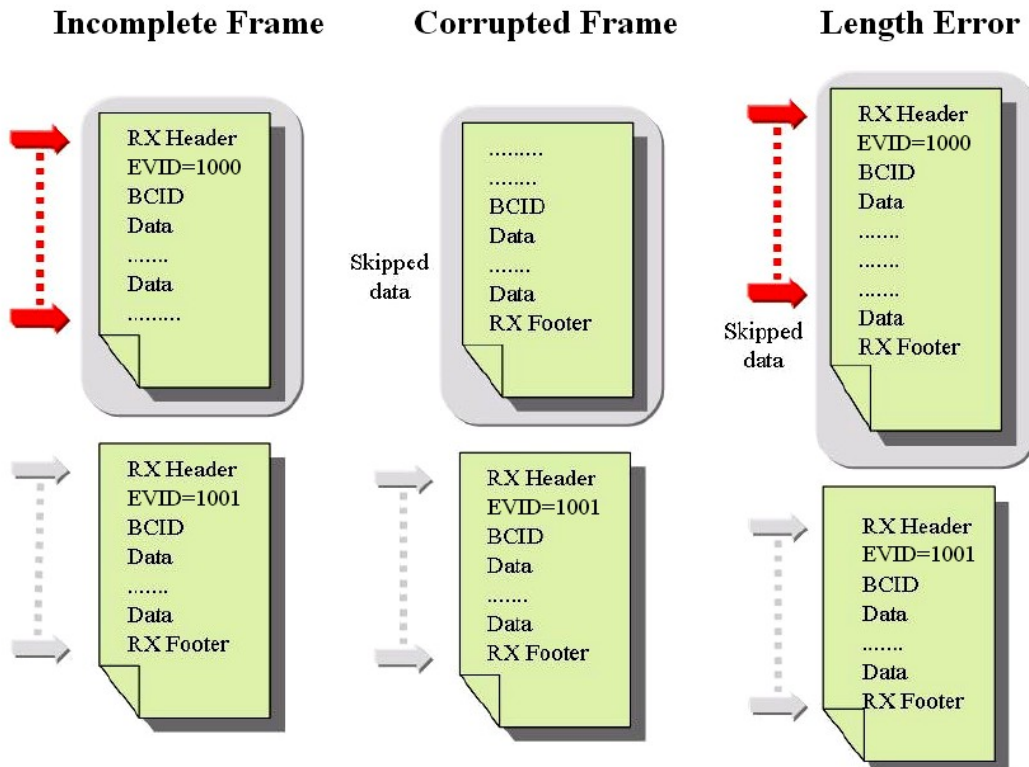 Incomplete Frame
RX Header
EVID=1000
BCID
Data
.......
Data
.........
RX Header
EVID=1001
BCID
Data
.......
Data
RX Footer
Corrupted Frame
.........
........
BCID
Data
.......
Data
RX Footer
Skipped
data
RX Header
EVID=1001
BCID
Data
.......
Data
RX Footer
Length Error
RX Header
EVID=1000
BCID
Data
.......
.......
.......
Data
RX Footer
Skipped
data
RX Header
EVID=1001
BCID
Data
.......
Data
RX Footer